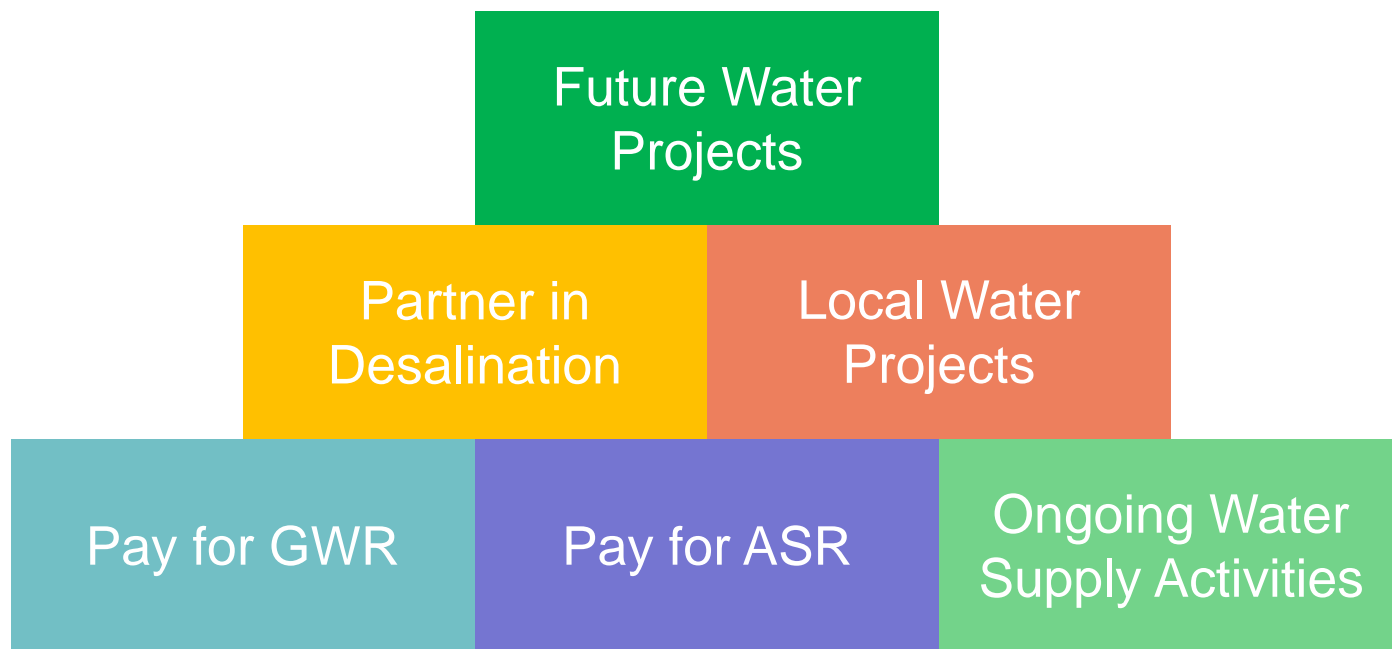 Future Water
Projects
Partner in
Desalination
Local Water
Projects
Pay for GWR
Pay for ASR
Ongoing Water
Supply Activities